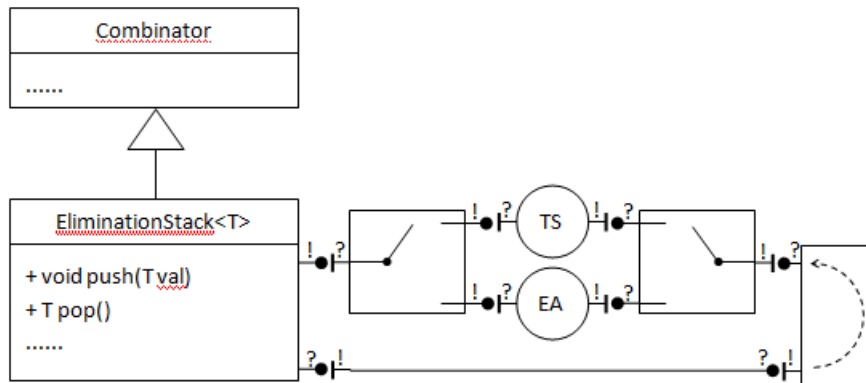 Combinator
......
EliminationStack<T>
+ void push(T val)
+ T pop()
......
! ?
! ?
TS
! ?
! ?
! ?
EA
! ?
! ?
? !
? !